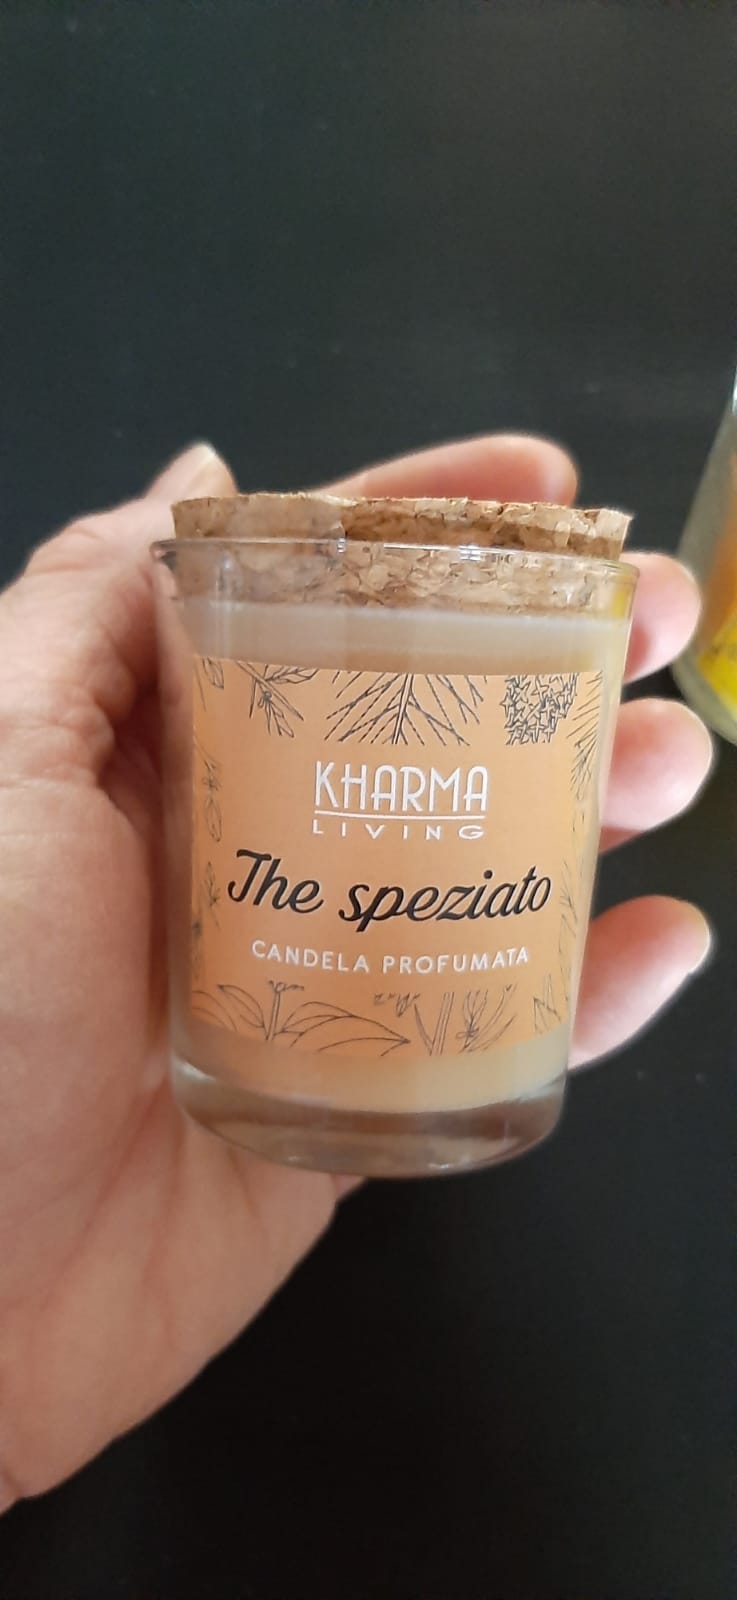 KHARMA
LIVING
The speziato
CANDELA PROFUMATA